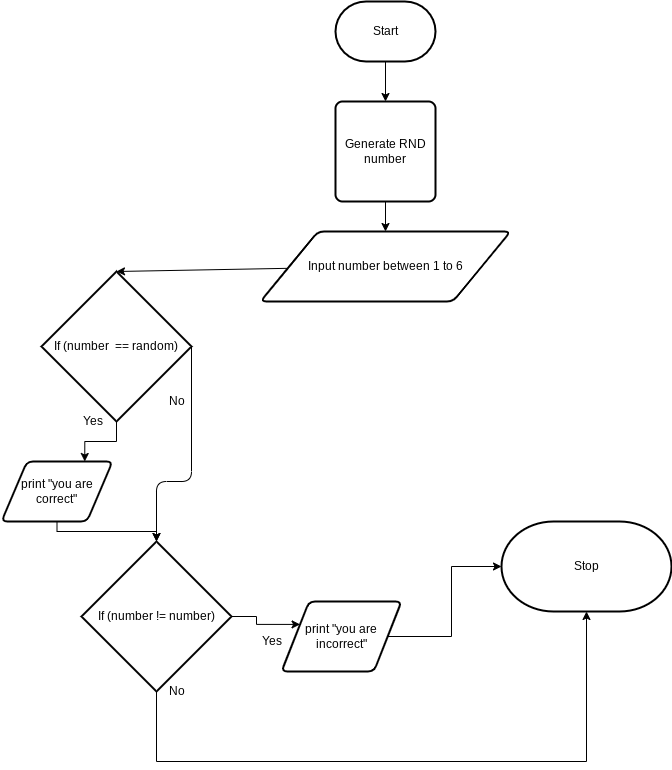 Start
Generate RND
number
Input number between 1 to 6
If (number == random)
No
Yes
print "you are
correct"
If (number != number)
Yes
print "you are
incorrect"
Stop
No